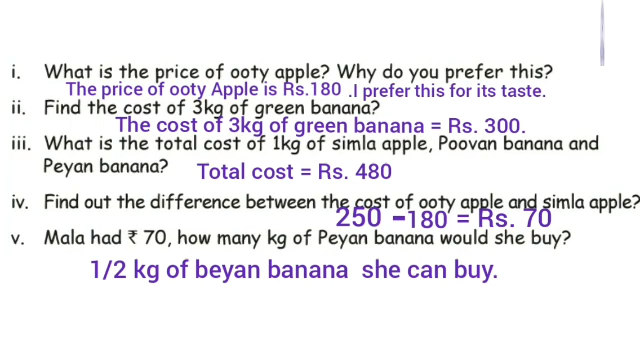 i. What is the price of ooty apple? Why do you prefer this?
The price of ooty Apple is Rs.180 .I prefer this for its taste.
ii. Find the cost of 3kg of green banana?
The cost of 3kg of green banana = Rs. 300.
iii. What is the total cost of 1kg of simla apple, Poovan banana and
Peyan banana? Total cost = Rs. 480
iv. Find out the difference between the cost of ooty apple and simla apple?
250 -180 = Rs. 70
v. Mala had ₹ 70, how many kg of Peyan banana would she buy?
1/2 kg of beyan banana she can buy.